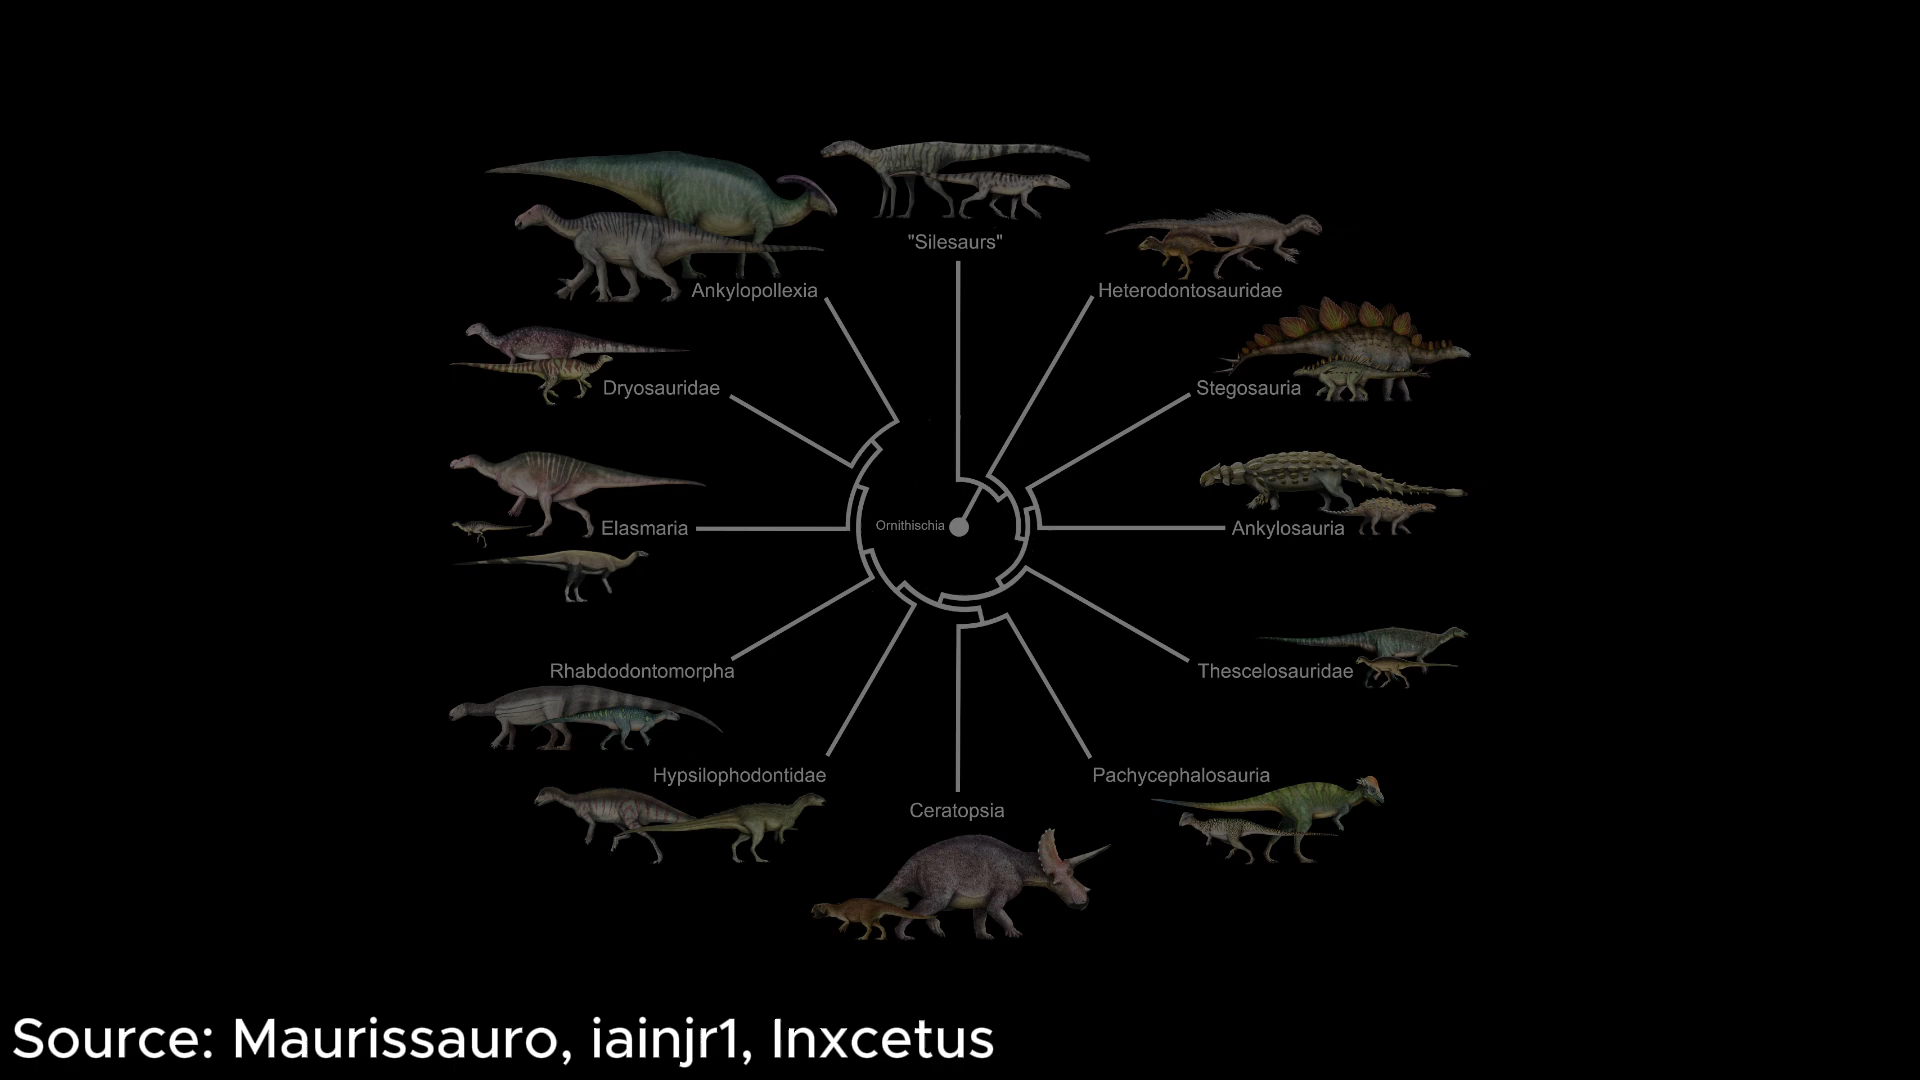 "Silesaurs"
Ankylopollexia
Heterodontosauridae
Dryosauridae
Stegosauria
Elasmaria
Ornithischia
Ankylosauria
Rhabdodontomorpha
Thescelosauridae
Hypsilophodontidae
Pachycephalosauria
Ceratopsia
Source: Maurissauro, iainjr1, Inxcetus